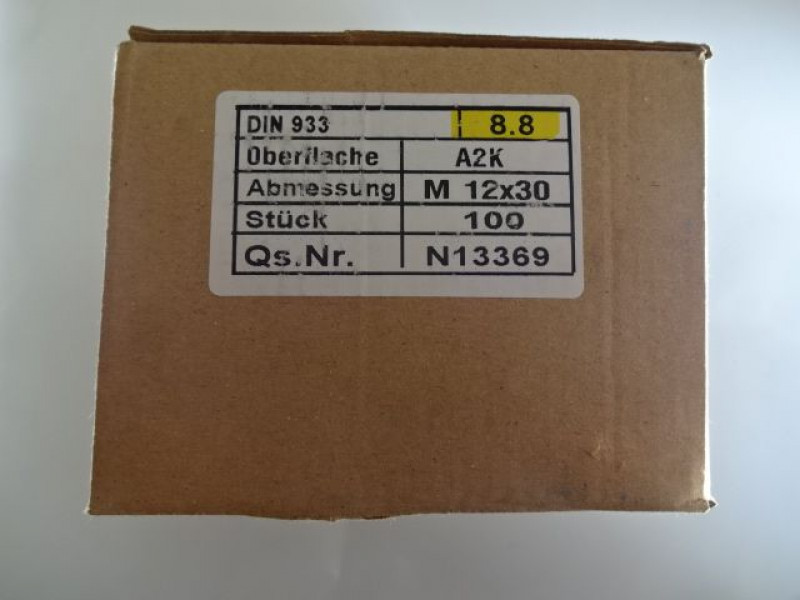 DIN 933 8.8
Oberflache A2K
Abmessung M 12x30
Stück 100
Qs.Nr. N13369